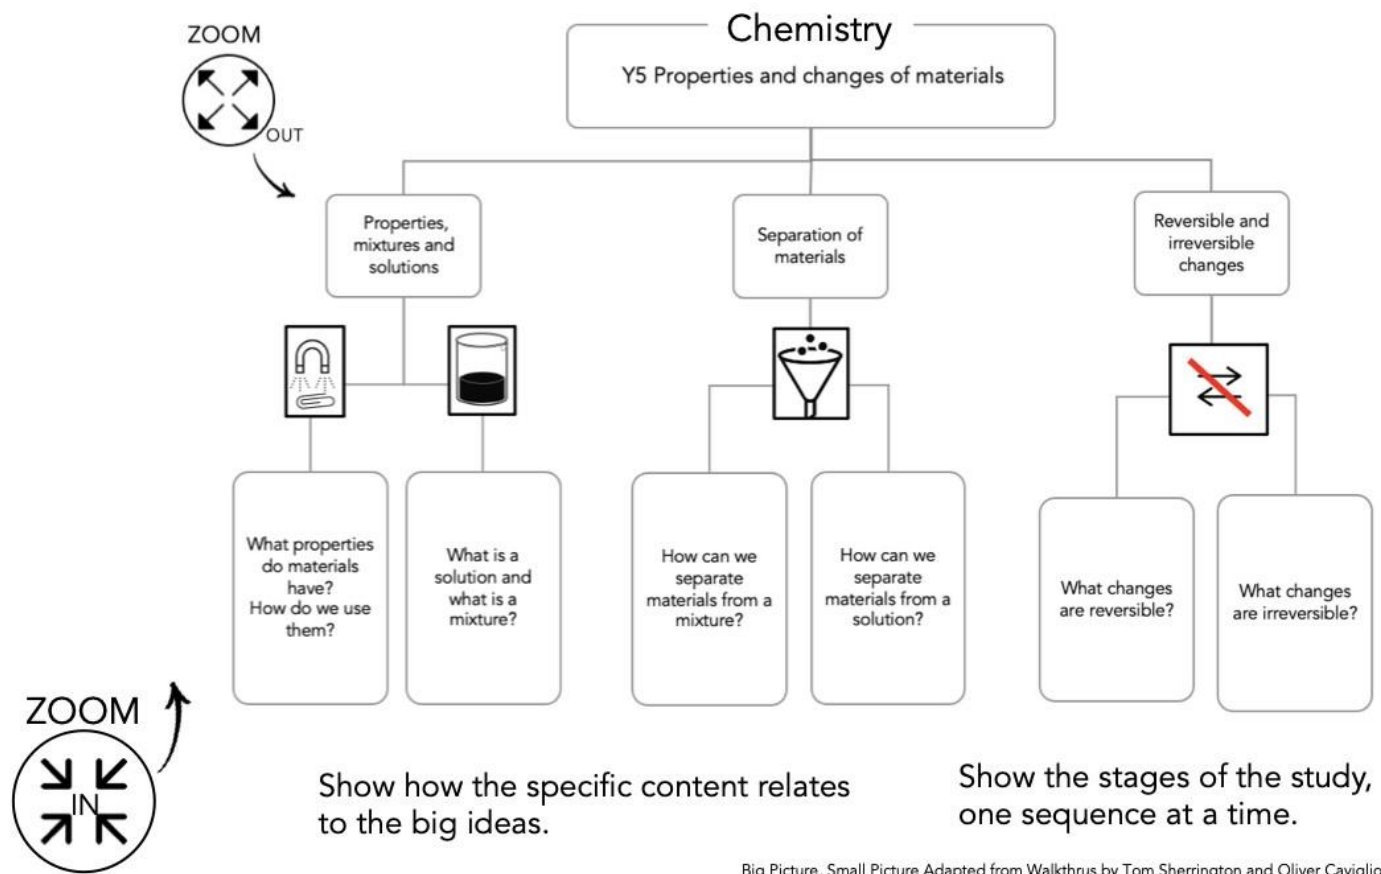 ZOOM
OUT
Chemistry
Y5 Properties and changes of materials
Properties,
mixtures and
solutions
Separation of
materials
Reversible and
irreversible
changes
What properties
do materials
have?
How do we use
them?
What is a
solution and
what is a
mixture?
How can we
separate
materials from a
mixture?
How can we
separate
materials from a
solution?
What changes
are reversible?
What changes
are irreversible?
ZOOM
IN
Show how the specific content relates
to the big ideas.
Show the stages of the study,
one sequence at a time.
Big Picture, Small Picture Adapted from Walkthrus by Tom Sherrington and Oliver